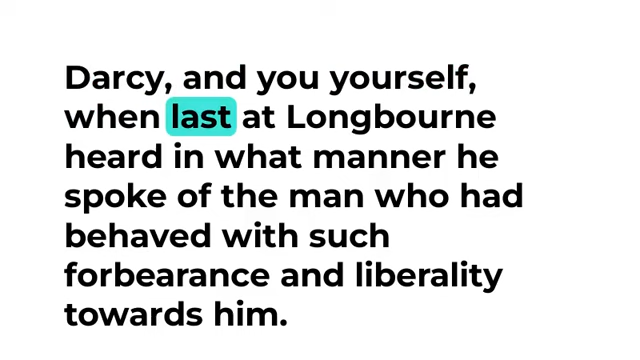 Darcy, and you yourself,
when last at Longbourne
heard in what manner he
spoke of the man who had
behaved with such
forbearance and liberality
towards him.